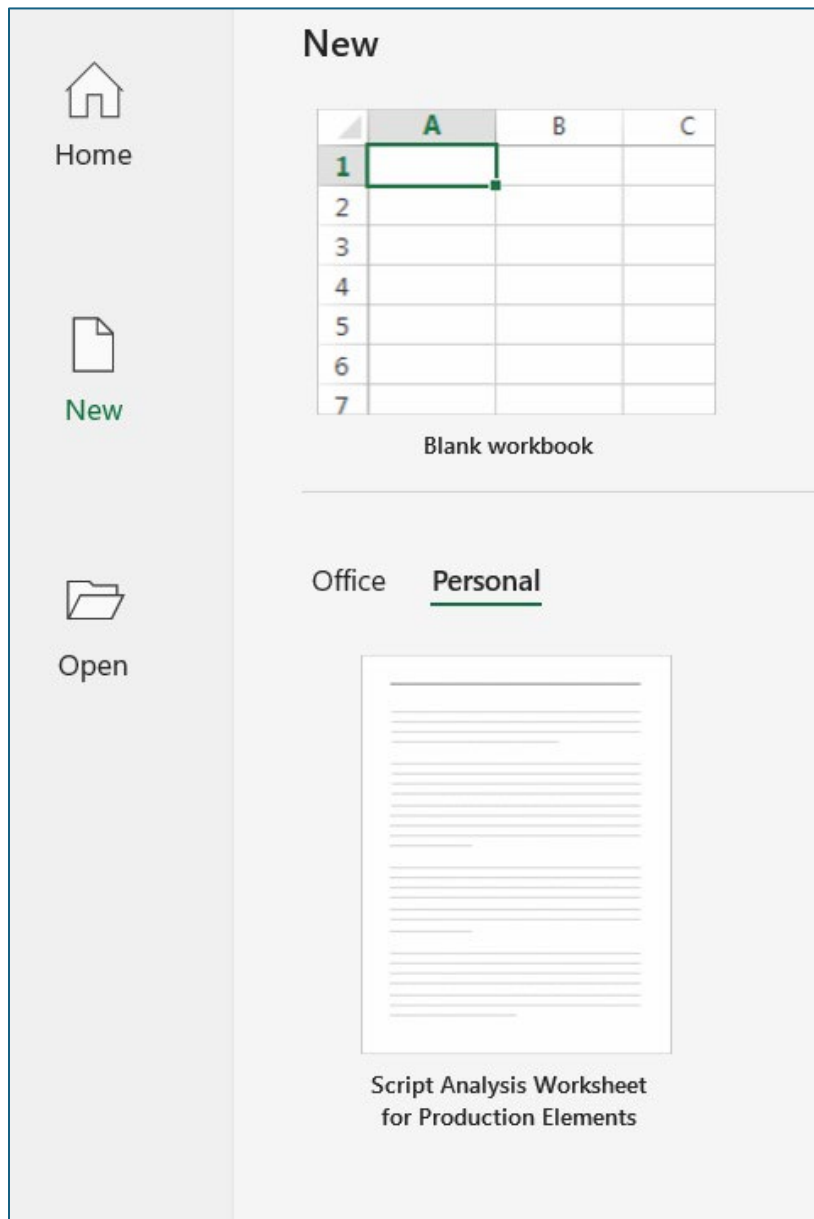 Home
New
Open
New
A B C
1
2
3
4
5
6
7
Blank workbook
Office Personal
Script Analysis Worksheet
for Production Elements